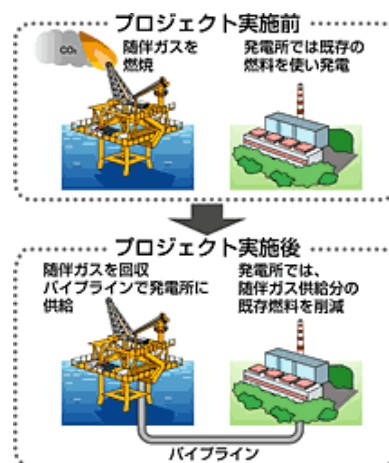 プロジェクト実施前
CO₂
随伴ガスを
燃焼
発電所では既存の
燃料を使い発電
プロジェクト実施後
随伴ガスを回収
パイプラインで発電所に
供給
発電所では、
随伴ガス供給分の
既存燃料を削減
パイプライン